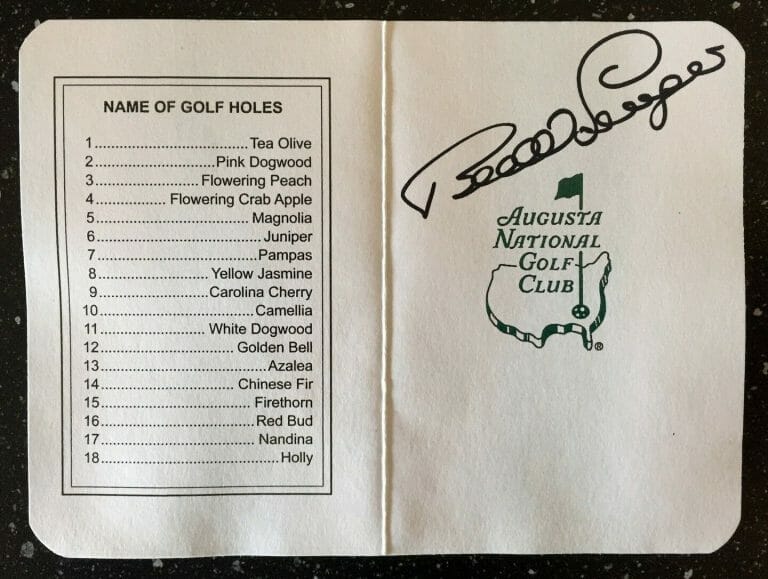 NAME OF GOLF HOLES
1......................................Tea Olive
2..............................Pink Dogwood
3...........................Flowering Peach
4................... Flowering Crab Apple
5.......................................Magnolia
6..........................................Juniper
7.........................................Pampas
8............................Yellow Jasmine
9.............................Carolina Cherry
10.......................................Camellia
11............................ White Dogwood
12................................... Golden Bell
13..........................................Azalea
14................................... Chinese Fir
15...................................... Firethorn
16.......................................Red Bud
17....................................... Nandina
18.............................................Holly
AUGUSTA
NATIONAL
GOLF
CLUB
®